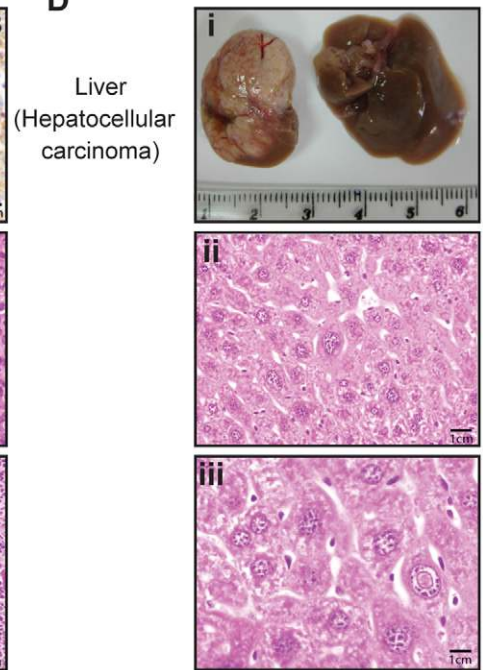 D
Liver
(Hepatocellular
carcinoma)
i
1 2 3 4 5 6
ii
1cm
iii
1cm